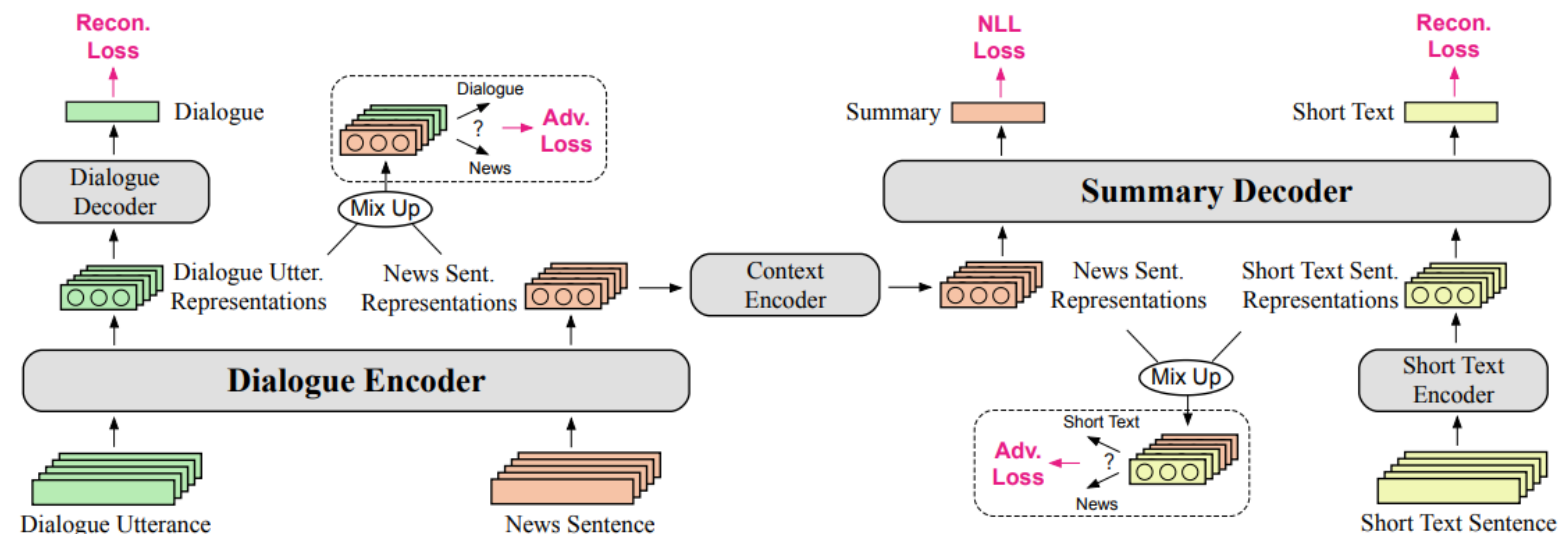 Recon.
Loss
Dialogue
Dialogue
Decoder
Dialogue
?
News
Adv.
Loss
Mix Up
Dialogue Utter.
Representations
News Sent.
Representations
Dialogue Encoder
Dialogue Utterance
News Sentence
Context
Encoder
NLL
Loss
Recon.
Loss
Summary
Short Text
Summary Decoder
News Sent.
Representations
Short Text Sent.
Representations
Mix Up
Short Text
?
News
Adv.
Loss
Short Text
Encoder
Short Text Sentence